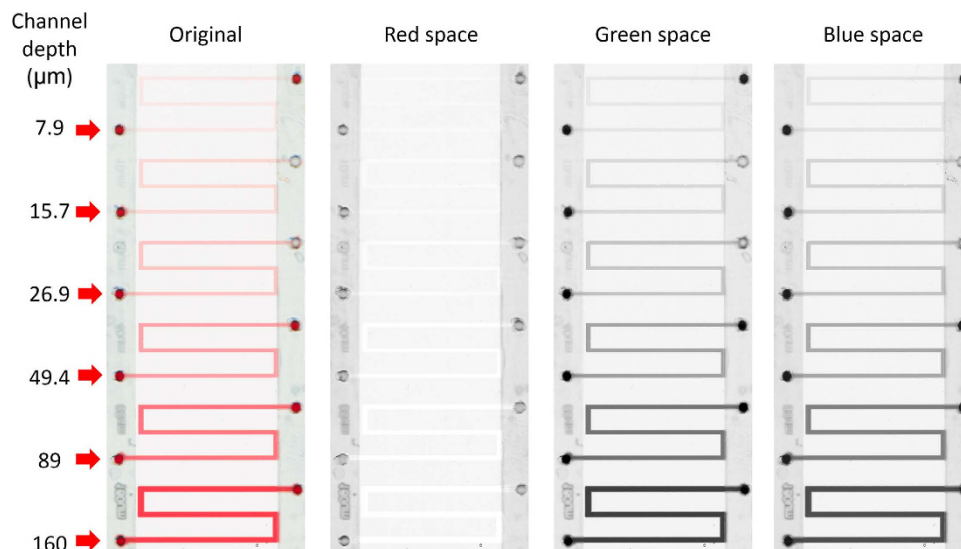 Channel
depth
(µm)
Original
Red space
Green space
Blue space
7.9
15.7
26.9
49.4
89
160